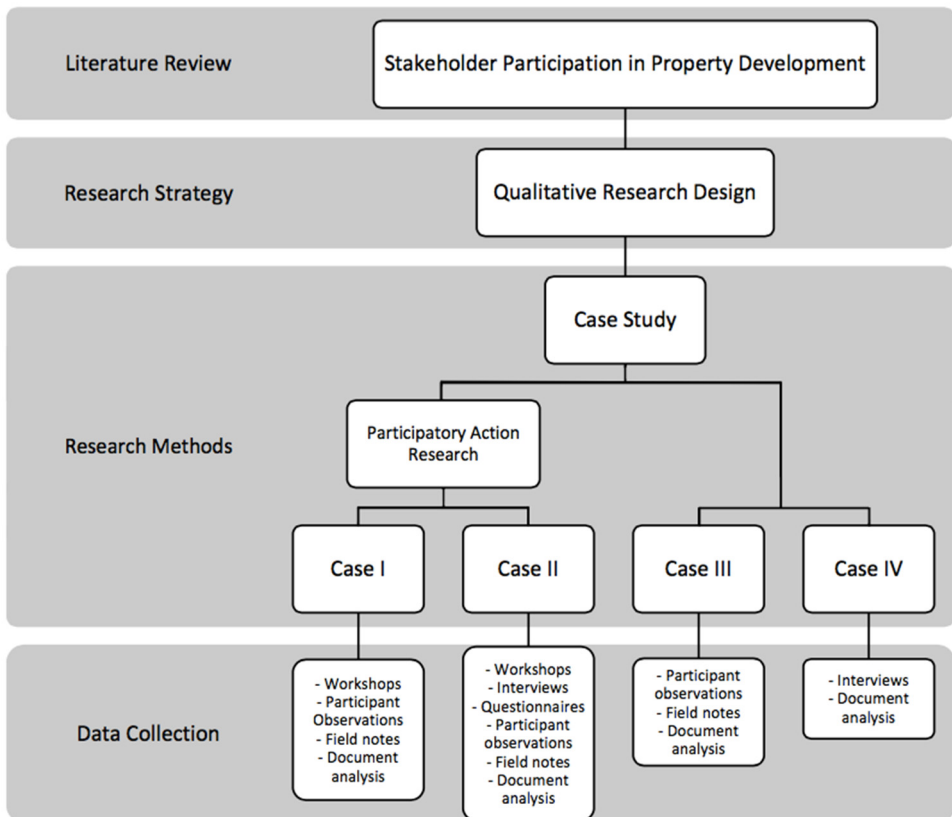 Literature Review
Stakeholder Participation in Property Development
Research Strategy
Qualitative Research Design
Research Methods
Case Study
Participatory Action
Research
Case I
Case II
Case III
Case IV
Data Collection
- Workshops
- Participant
Observations
- Field notes
- Document
analysis
- Workshops
- Interviews
- Questionnaires
- Participant
observations
- Field notes
- Document
analysis
- Participant
observations
- Field notes
- Document
analysis
- Interviews
- Document
analysis